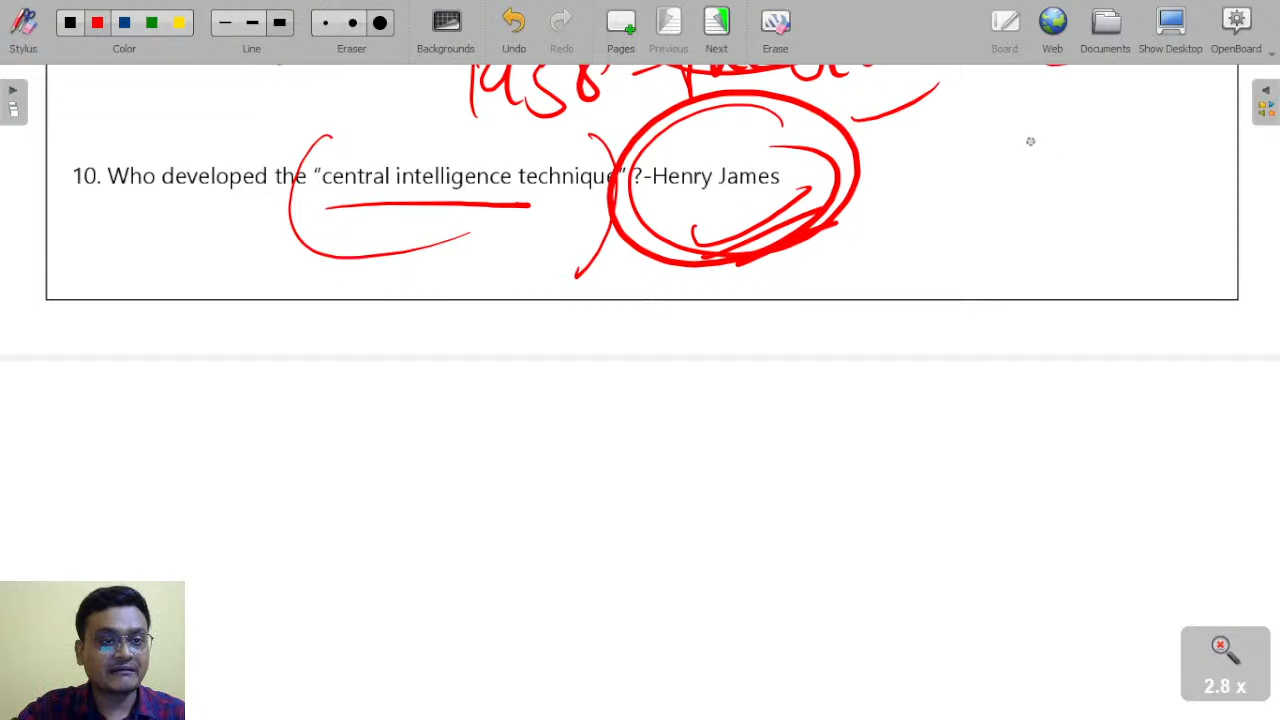 Stylus
Color
Line
Eraser
Backgrounds
Undo
Redo
Pages
Previous
Next
Erase
Board
Web
Documents
Show Desktop
OpenBoard
10. Who developed the “central intelligence technique” ?-Henry James
2.8 x